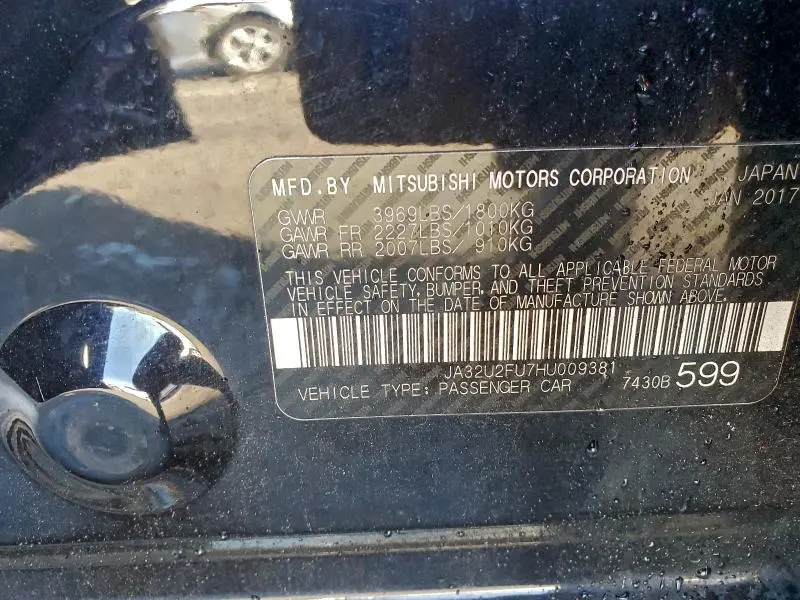 MFD.BY MITSUBISHI MOTORS CORPORATION JAPAN
JAN 2017
GVWR 3969LBS/1800KG
GAWR FR 2227LBS/1010KG
GAWR RR 2007LBS/ 910KG
THIS VEHICLE CONFORMS TO ALL APPLICABLE FEDERAL MOTOR
VEHICLE SAFETY, BUMPER, AND THEFT PREVENTION STANDARDS
IN EFFECT ON THE DATE OF MANUFACTURE SHOWN ABOVE.
JA32U2FU7HU009381
VEHICLE TYPE: PASSENGER CAR 7430B 599